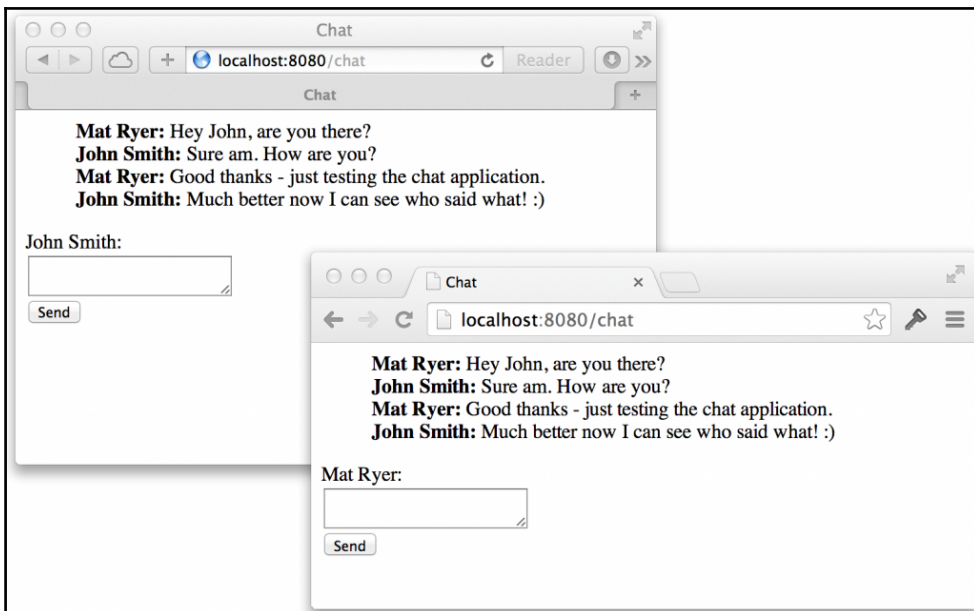 Chat
localhost:8080/chat
Reader
Chat
Mat Ryer: Hey John, are you there?
John Smith: Sure am. How are you?
Mat Ryer: Good thanks - just testing the chat application.
John Smith: Much better now I can see who said what! :)
John Smith:
Send
Chat
localhost:8080/chat
Mat Ryer: Hey John, are you there?
John Smith: Sure am. How are you?
Mat Ryer: Good thanks - just testing the chat application.
John Smith: Much better now I can see who said what! :)
Mat Ryer:
Send